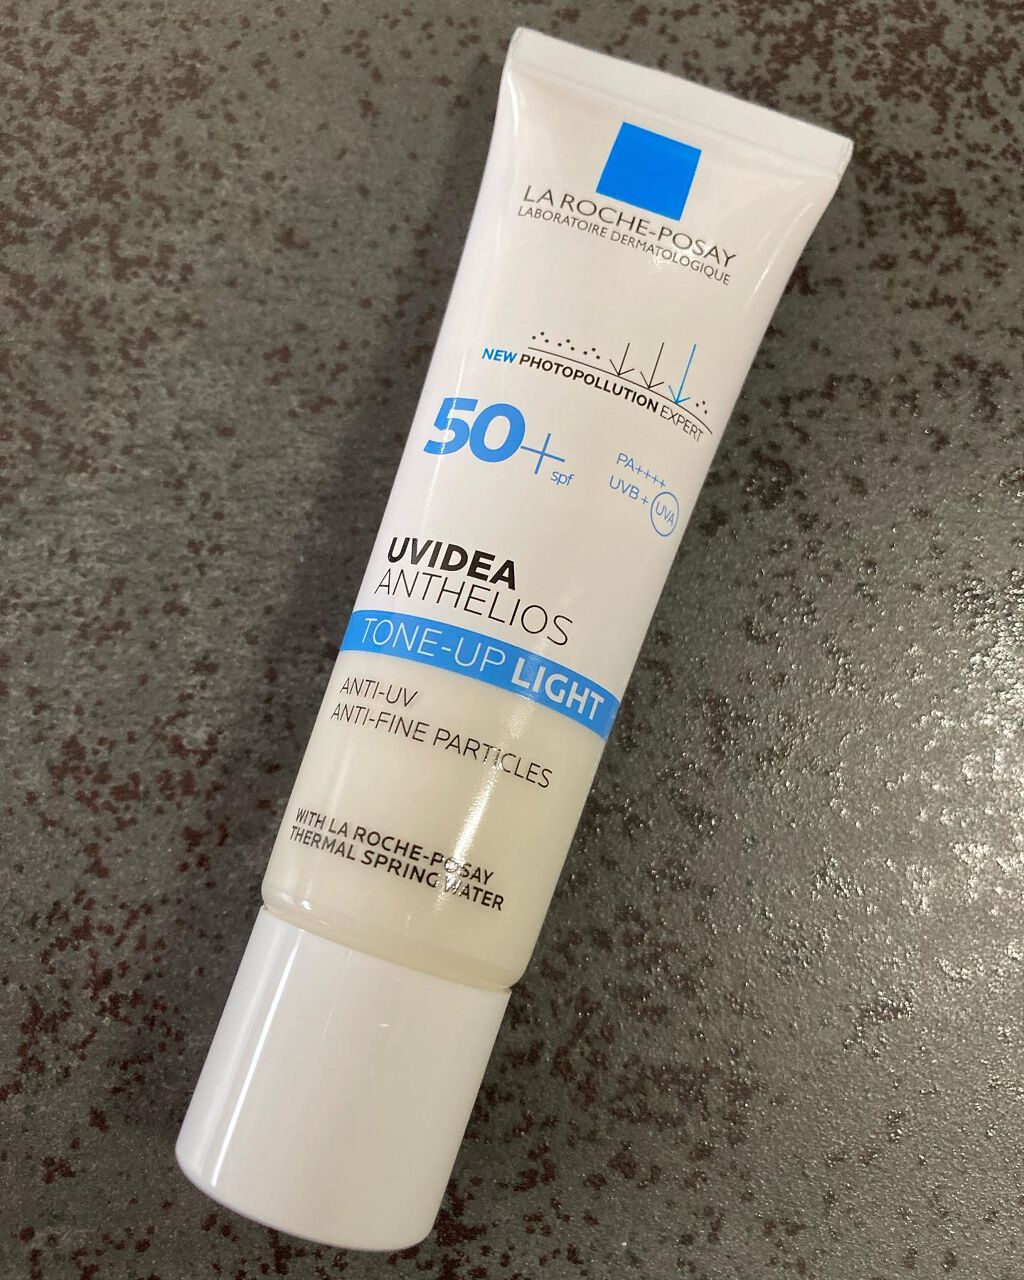 LA ROCHE-POSAY
LABORATOIRE DERMATOLOGIQUE
NEW PHOTOPOLLUTION EXPERT
50+ spf
PA++++
UVB+ UVA
UVIDEA
ANTHELIOS
TONE-UP LIGHT
ANTI-UV
ANTI-FINE PARTICLES
WITH LA ROCHE-POSAY
THERMAL SPRING WATER